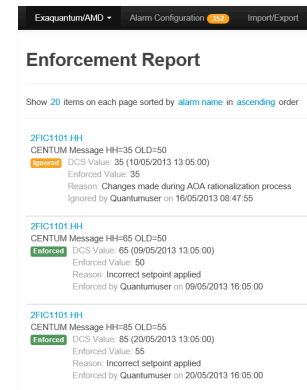 Exaquantum/AMD Alarm Configuration 352 Import/Export
Enforcement Report
Show 20 items on each page sorted by alarm name in ascending order
2FIC1101.HH
CENTUM Message HH=35 OLD=50
Ignored DCS Value: 35 (10/05/2013 13:05:00)
Enforced Value: 35
Reason: Changes made during AOA rationalization process
Ignored by Quantumuser on 16/05/2013 08:47:55
2FIC1101.HH
CENTUM Message HH=65 OLD=50
Enforced DCS Value: 65 (09/05/2013 13:05:00)
Enforced Value: 50
Reason: Incorrect setpoint applied
Enforced by Quantumuser on 09/05/2013 16:05:00
2FIC1101.HH
CENTUM Message HH=85 OLD=55
Enforced DCS Value: 85 (20/05/2013 13:05:00)
Enforced Value: 55
Reason: Incorrect setpoint applied
Enforced by Quantumuser on 20/05/2013 16:05:00